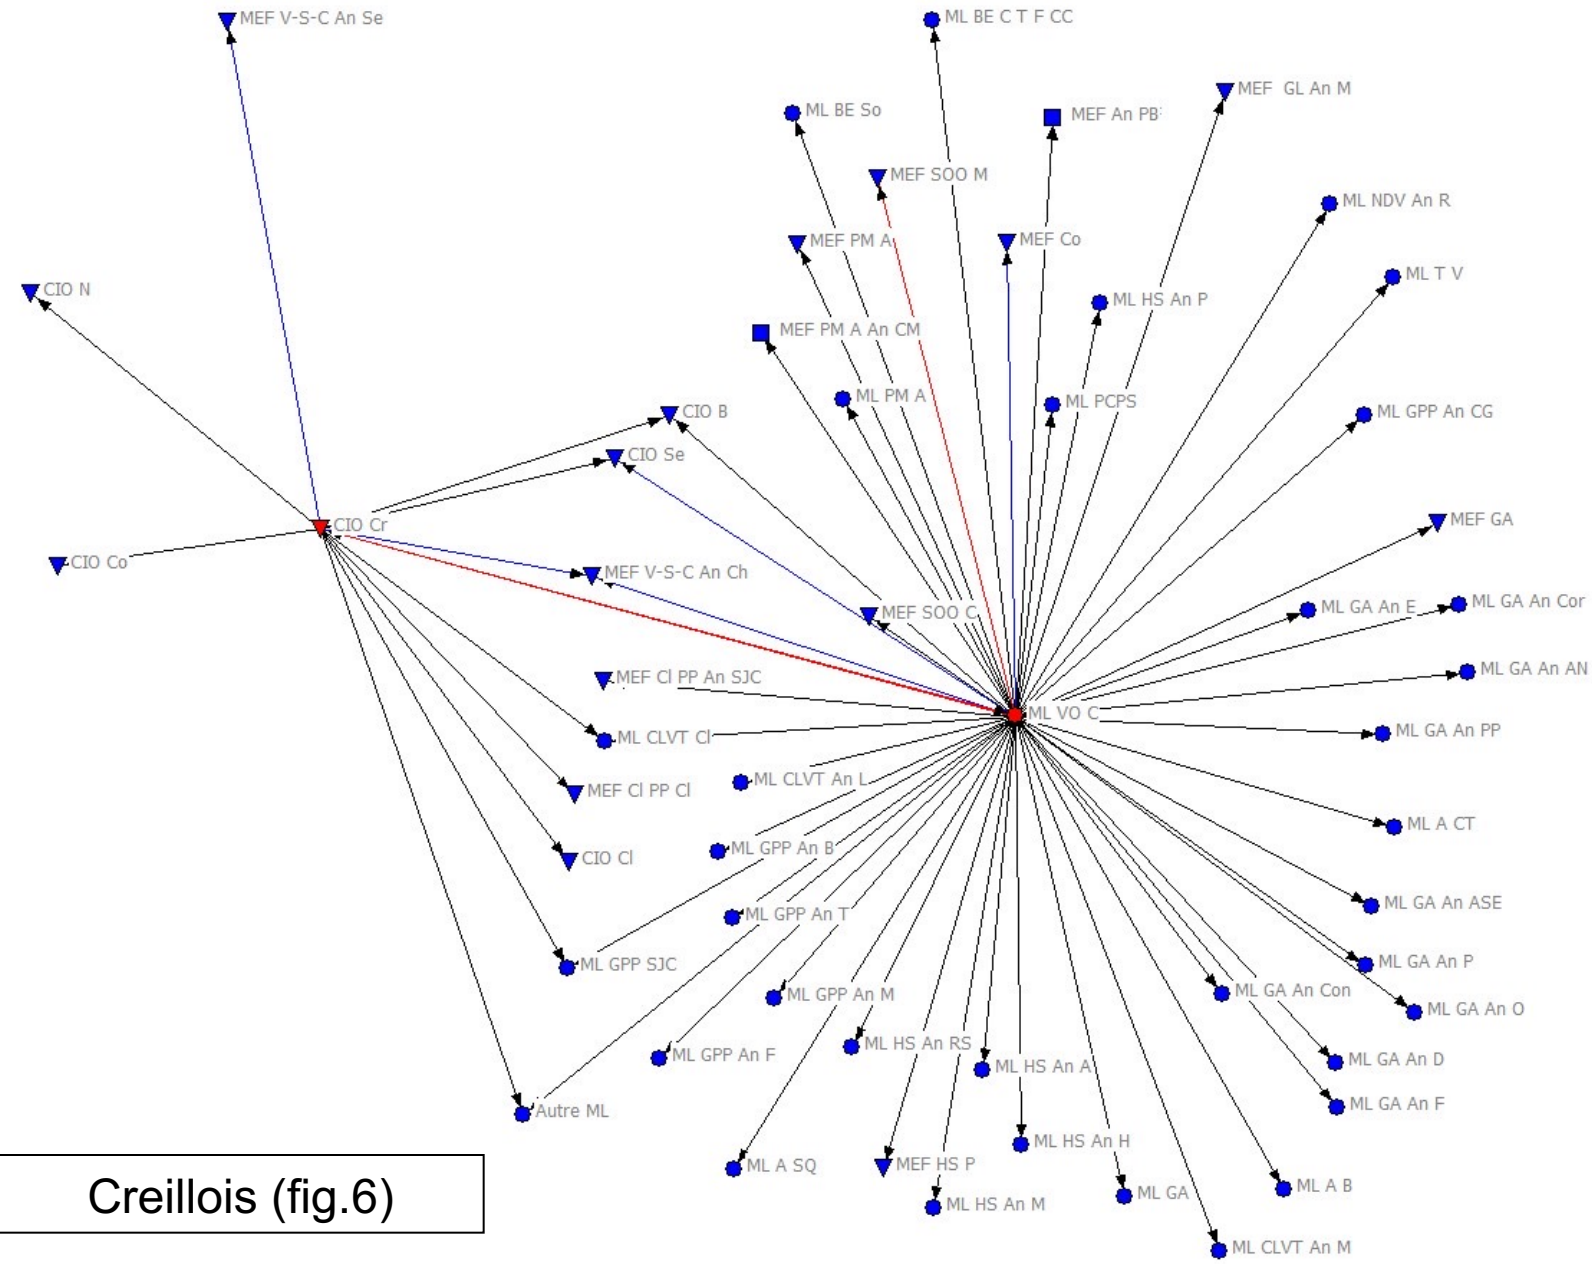 MEF V-S-C An Se
ML BE C T F CC
MEF GL An M
ML BE So
MEF An PB
MEF SOO M
ML NDV An R
MEF PM A
MEF Co
ML T V
CIO N
ML HS An P
MEF PM A An CM
ML PM A
ML PCPS
CIO B
ML GPP An CG
CIO Se
CIO Cr
MEF GA
CIO Co
MEF V-S-C An Ch
MEF SOO C
ML GA An E
ML GA An Cor
MEF Cl PP An SJC
ML GA An AN
ML VO C
ML CLVT Cl
ML GA An PP
ML CLVT An L
MEF Cl PP Cl
ML A CT
ML GPP An B
CIO Cl
ML GA An ASE
ML GPP An T
ML GPP SJC
ML GA An P
ML GPP An M
ML GA An Con
ML GA An O
ML HS An RS
ML GPP An F
ML HS An A
ML GA An D
ML GA An F
Autre ML
ML HS An H
ML A SQ
MEF HS P
ML GA
ML A B
ML HS An M
Creillois (fig.6)
ML CLVT An M